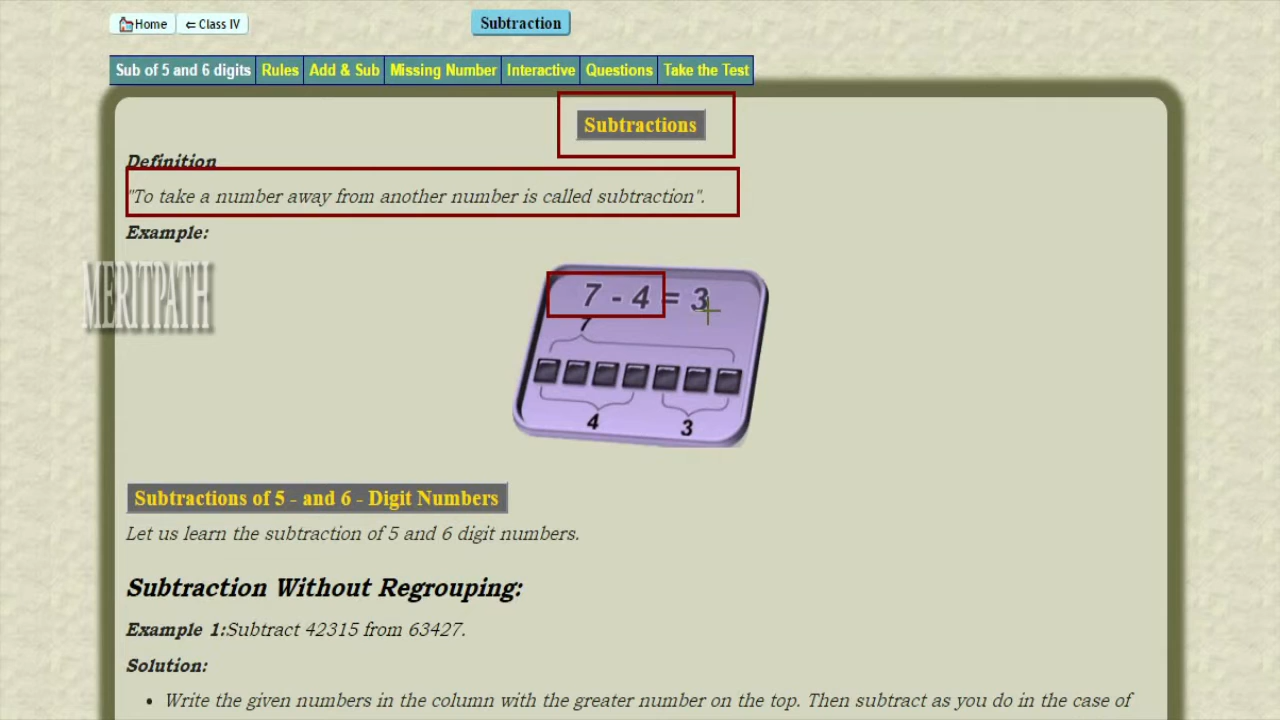 Home
⇐ Class IV
Subtraction
Sub of 5 and 6 digits
Rules
Add & Sub
Missing Number
Interactive
Questions
Take the Test
Subtractions
Definition
"To take a number away from another number is called subtraction".
Example:
MERITPATH
7 - 4 = 3
7
4
3
Subtractions of 5 - and 6 - Digit Numbers
Let us learn the subtraction of 5 and 6 digit numbers.
Subtraction Without Regrouping:
Example 1:Subtract 42315 from 63427.
Solution:
• Write the given numbers in the column with the greater number on the top. Then subtract as you do in the case of